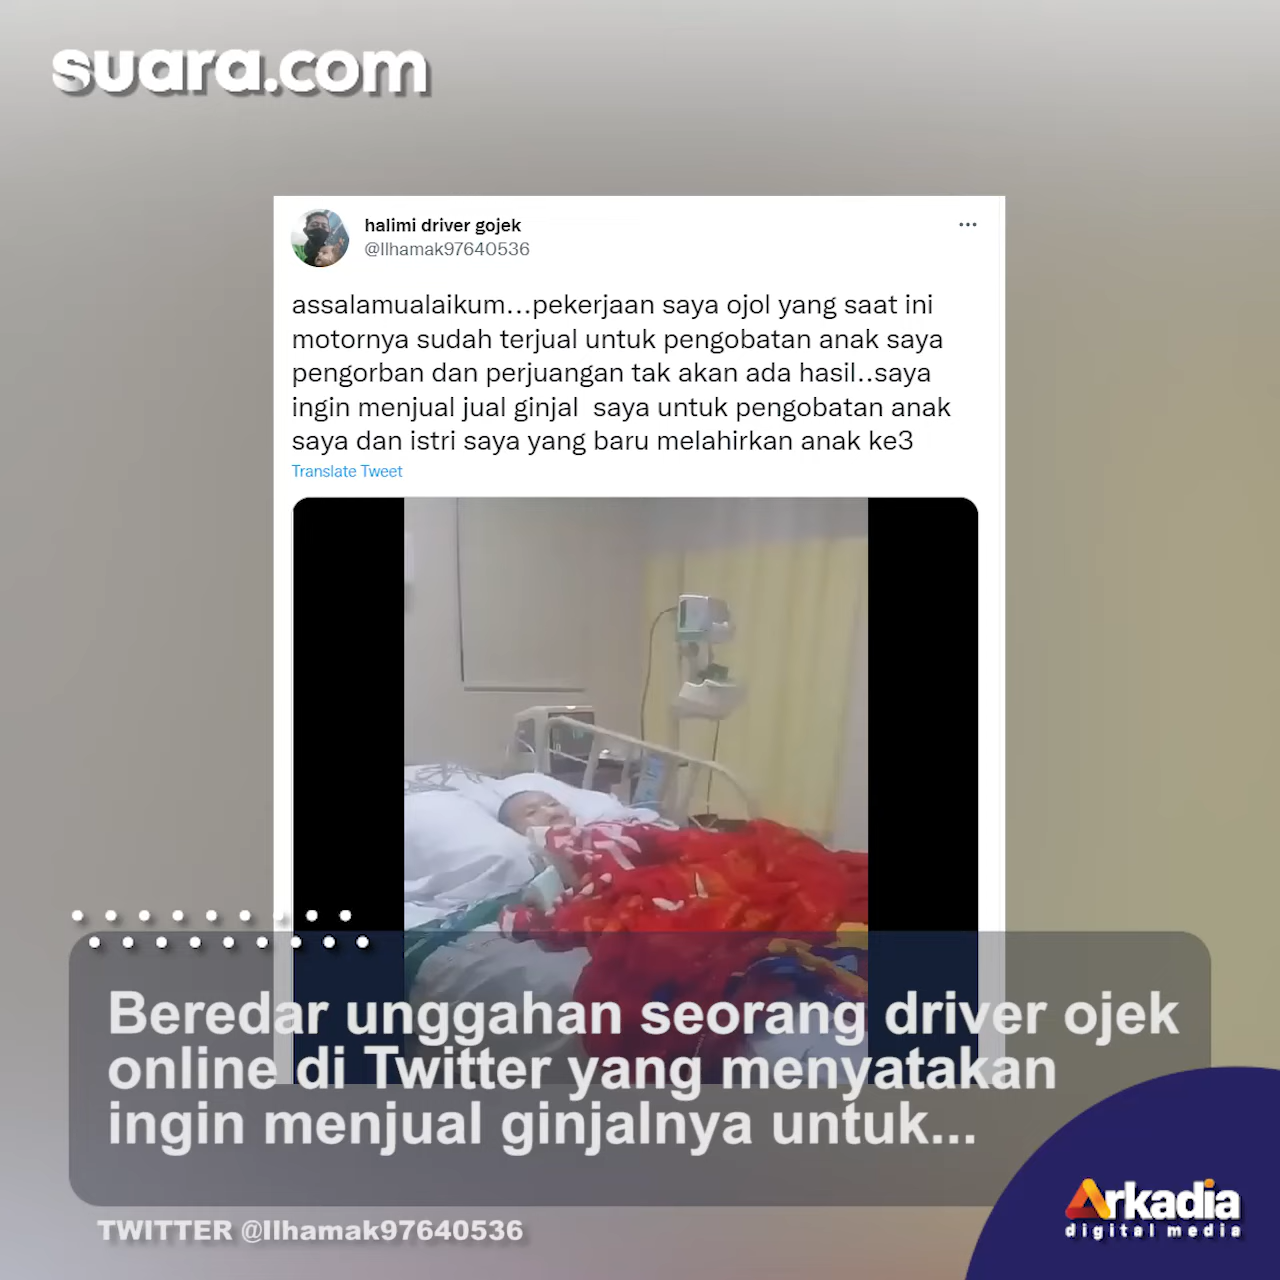 suara.com
halimi driver gojek
@Ilhamak97640536
assalamualaikum...pekerjaan saya ojol yang saat ini
motornya sudah terjual untuk pengobatan anak saya
pengorban dan perjuangan tak akan ada hasil..saya
ingin menjual jual ginjal  saya untuk pengobatan anak
saya dan istri saya yang baru melahirkan anak ke3
Translate Tweet
Beredar unggahan seorang driver ojek
online di Twitter yang menyatakan
ingin menjual ginjalnya untuk...
TWITTER @Ilhamak97640536
Arkadia
digital media